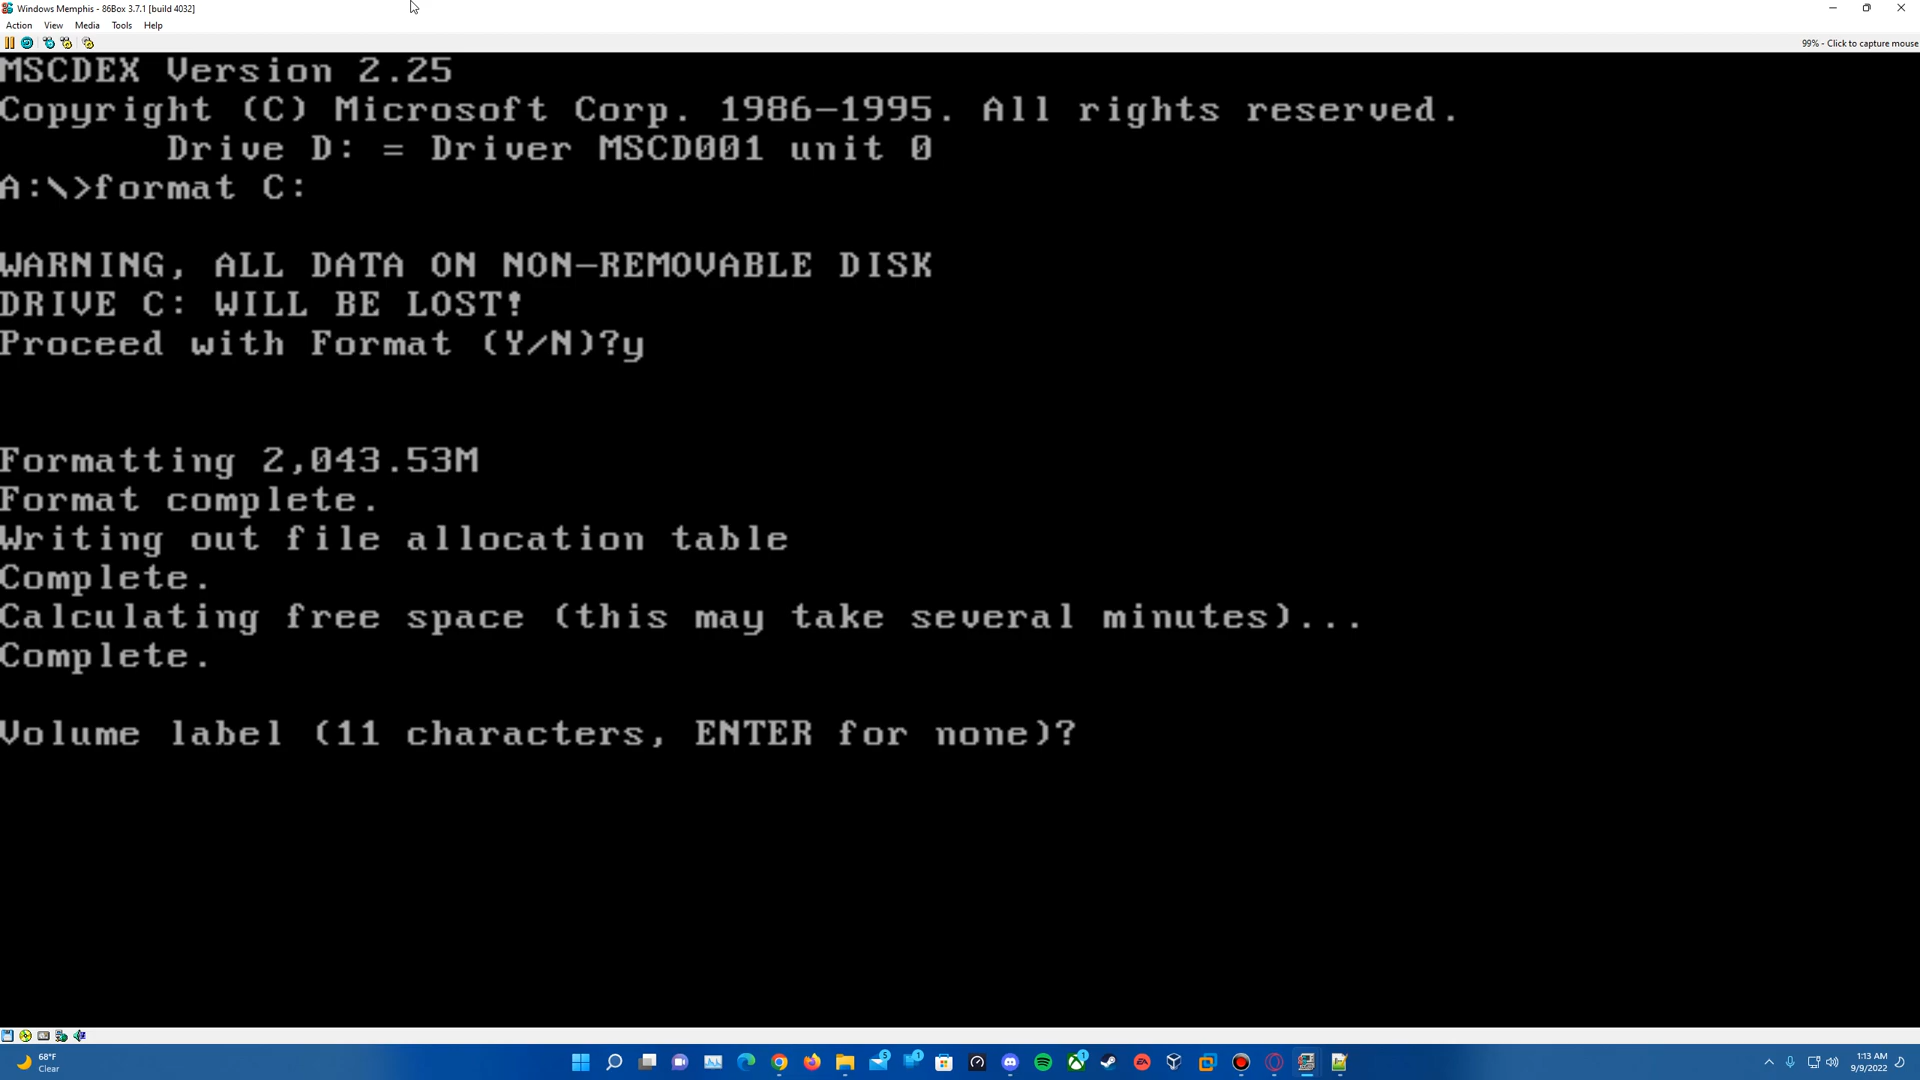 Windows Memphis - 86Box 3.7.1 [build 4032]
Action View Media Tools Help
99% - Click to capture mouse
MSCDEX Version 2.25
Copyright (C) Microsoft Corp. 1986-1995. All rights reserved.
Drive D: = Driver MSCD001 unit 0
A:\>format C:
WARNING, ALL DATA ON NON-REMOVABLE DISK
DRIVE C: WILL BE LOST!
Proceed with Format (Y/N)?y
Formatting 2,043.53M
Format complete.
Writing out file allocation table
Complete.
Calculating free space (this may take several minutes)...
Complete.
Volume label (11 characters, ENTER for none)?
68°F
Clear
5
1
1
EA
1:13 AM
9/9/2022